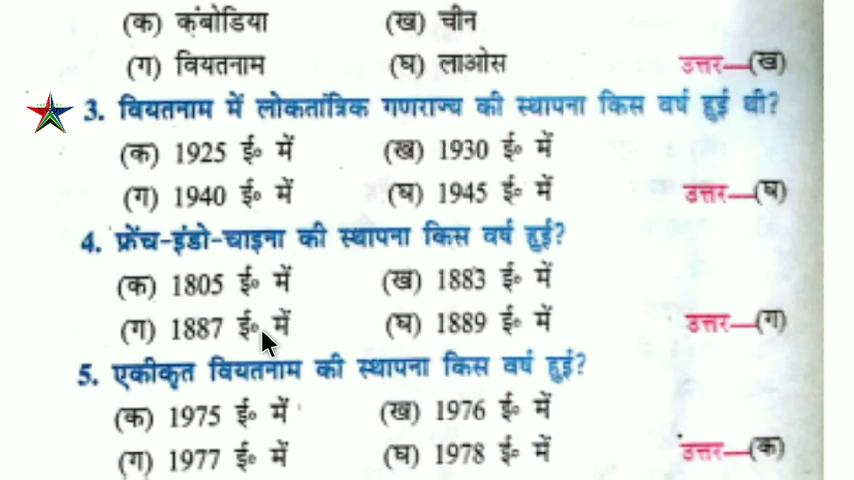 (क) कंबोडिया (ख) चीन
(ग) वियतनाम (घ) लाओस उत्तर—(ख)
3. वियतनाम में लोकतांत्रिक गणराज्य की स्थापना किस वर्ष हुई थी?
(क) 1925 ई० में (ख) 1930 ई० में
(ग) 1940 ई० में (घ) 1945 ई० में उत्तर—(घ)
4. फ्रेंच-इंडो-चाइना की स्थापना किस वर्ष हुई?
(क) 1805 ई० में (ख) 1883 ई० में
(ग) 1887 ई० में (घ) 1889 ई० में उत्तर—(ग)
5. एकीकृत वियतनाम की स्थापना किस वर्ष हुई?
(क) 1975 ई० में (ख) 1976 ई० में
(ग) 1977 ई० में (घ) 1978 ई० में उत्तर—(क)